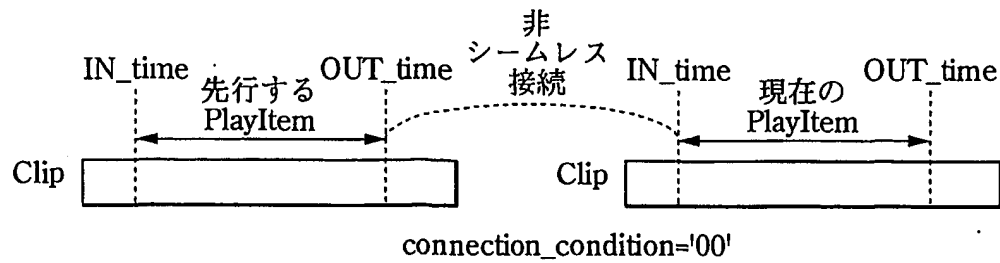 非
シームレス
接続
IN_time
OUT_time
IN_time
OUT_time
先行する
PlayItem
現在の
PlayItem
Clip
Clip
connection_condition='00'